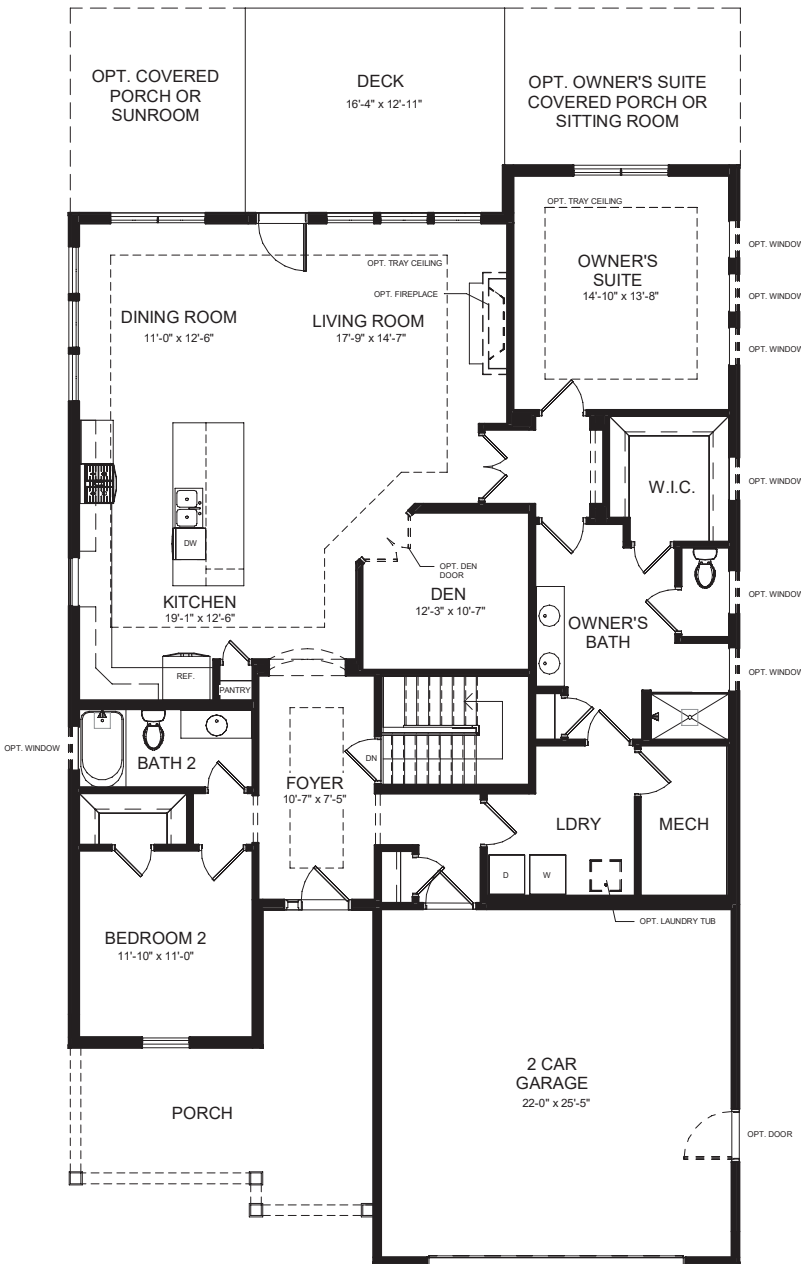 OPT. COVERED
PORCH OR
SUNROOM
DECK
16'-4" x 12'-11"
OPT. OWNER'S SUITE
COVERED PORCH OR
SITTING ROOM
OPT. TRAY CEILING
OPT. WINDOW
OPT. TRAY CEILING
OWNER'S
SUITE
14'-10" x 13'-8"
OPT. FIREPLACE
OPT. WINDOW
DINING ROOM
11'-0" x 12'-6"
LIVING ROOM
17'-9" x 14'-7"
OPT. WINDOW
W.I.C.
OPT. WINDOW
DW
OPT. DEN
DOOR
DEN
12'-3" x 10'-7"
OPT. WINDOW
KITCHEN
19'-1" x 12'-6"
OWNER'S
BATH
REF.
PANTRY
OPT. WINDOW
OPT. WINDOW
BATH 2
DN
FOYER
10'-7" x 7'-5"
LDRY
MECH
D
W
OPT. LAUNDRY TUB
BEDROOM 2
11'-10" x 11'-0"
2 CAR
GARAGE
22-0" x 25'-5"
PORCH
OPT. DOOR